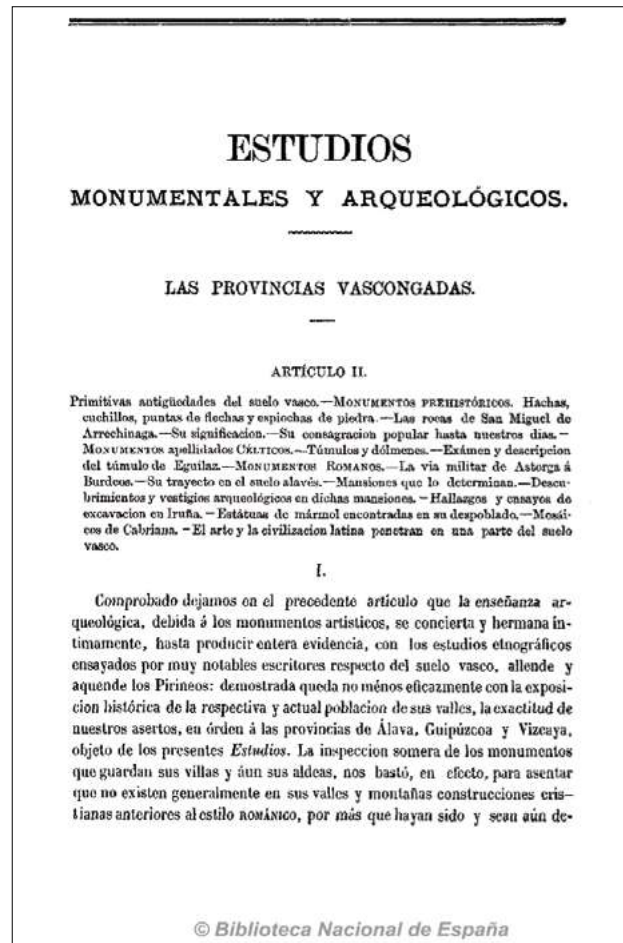 ESTUDIOS
MONUMENTALES Y ARQUEOLÓGICOS.
LAS PROVINCIAS VASCONGADAS.
ARTÍCULO II.
Primitivas antigüedades del suelo vasco.—MONUMENTOS PREHISTÓRICOS. Hachas,
cuchillos, puntas de flechas y espiochas de piedra.—Las rocas de San Miguel de
Arrechinaga.—Su significacion.—Su consagracion popular hasta nuestros dias.—
MONUMENTOS apellidados CÉLTICOS.—Túmulos y dólmenes.—Exámen y descripcion
del túmulo de Eguilaz.—MONUMENTOS ROMANOS.—La via militar de Astorga á
Burdeos.—Su trayecto en el suelo alavés.—Mansiones que lo determinan.—Descu-
brimientos y vestigios arqueológicos en dichas mansiones.—Hallazgos y ensayos de
excavacion en Iruña.—Estátuas de mármol encontradas en su despoblado.—Mosái-
cos de Cabriana.—El arte y la civilizacion latina penetran en una parte del suelo
vasco.
I.
Comprobado dejamos en el precedente artículo que la enseñanza ar-
queológica, debida á los monumentos artísticos, se concierta y hermana ín-
timamente, hasta producir entera evidencia, con los estudios etnográficos
ensayados por muy notables escritores respecto del suelo vasco, allende y
aquende los Pirineos: demostrada queda no ménos eficazmente con la exposi-
cion histórica de la respectiva y actual poblacion de sus valles, la exactitud de
nuestros asertos, en órden á las provincias de Álava, Guipúzcoa y Vizcaya,
objeto de los presentes Estudios. La inspeccion somera de los monumentos
que guardan sus villas y áun sus aldeas, nos bastó, en efecto, para asentar
que no existen generalmente en sus valles y montañas construcciones cris-
tianas anteriores al estilo ROMÁNICO, por más que hayan sido y sean aún de-
© Biblioteca Nacional de España